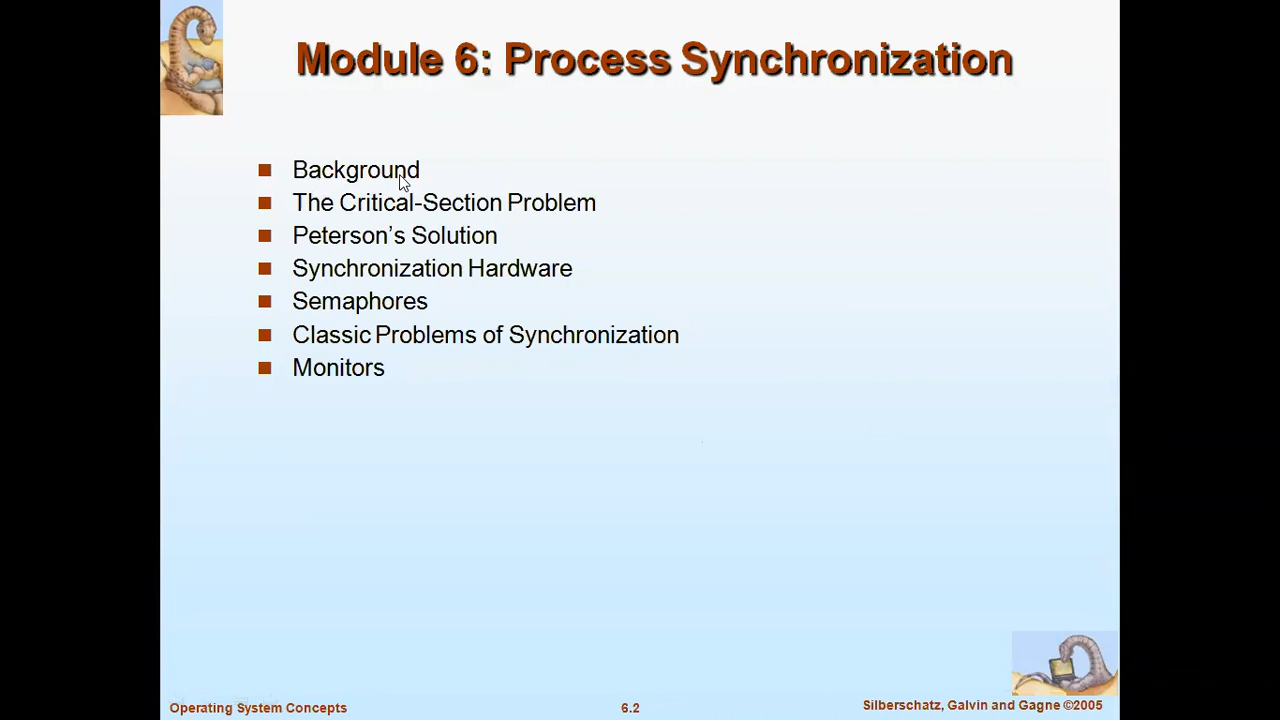 Module 6: Process Synchronization
Background
The Critical-Section Problem
Peterson's Solution
Synchronization Hardware
Semaphores
Classic Problems of Synchronization
Monitors
Operating System Concepts
6.2
Silberschatz, Galvin and Gagne ©2005